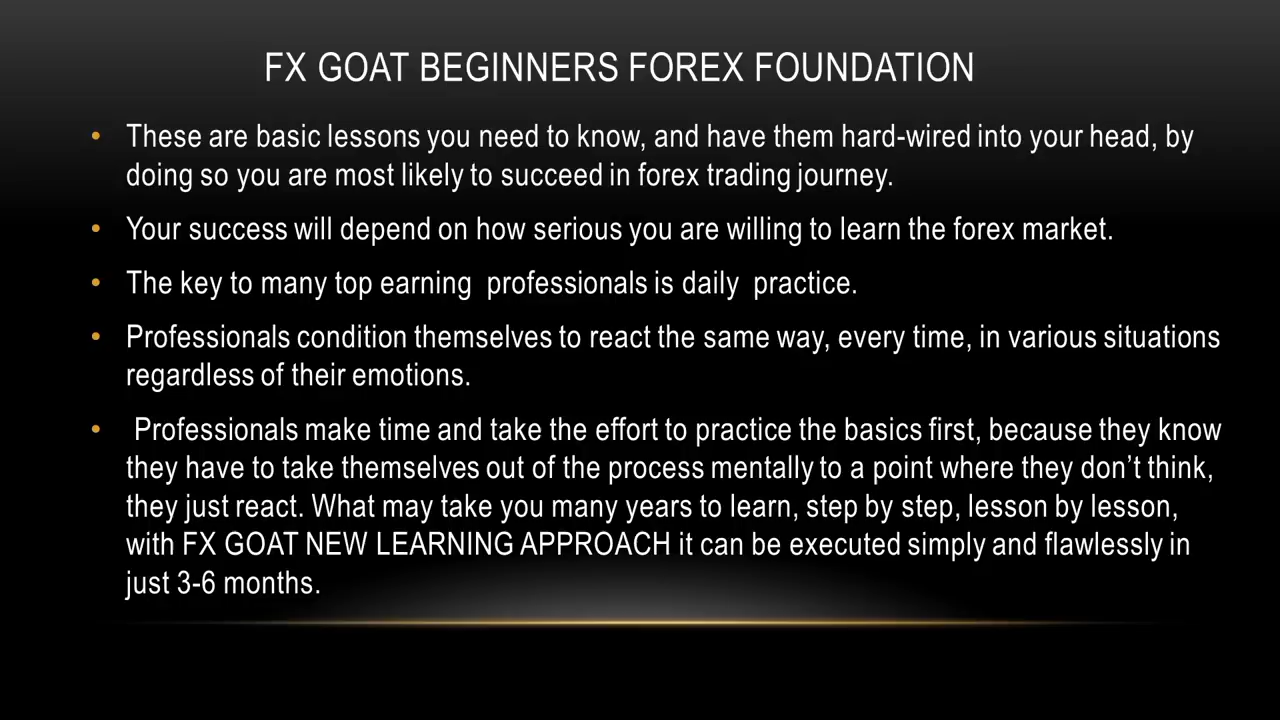 FX GOAT BEGINNERS FOREX FOUNDATION
• These are basic lessons you need to know, and have them hard-wired into your head, by
doing so you are most likely to succeed in forex trading journey.
• Your success will depend on how serious you are willing to learn the forex market.
• The key to many top earning  professionals is daily  practice.
• Professionals condition themselves to react the same way, every time, in various situations
regardless of their emotions.
•  Professionals make time and take the effort to practice the basics first, because they know
they have to take themselves out of the process mentally to a point where they don’t think,
they just react. What may take you many years to learn, step by step, lesson by lesson,
with FX GOAT NEW LEARNING APPROACH it can be executed simply and flawlessly in
just 3-6 months.